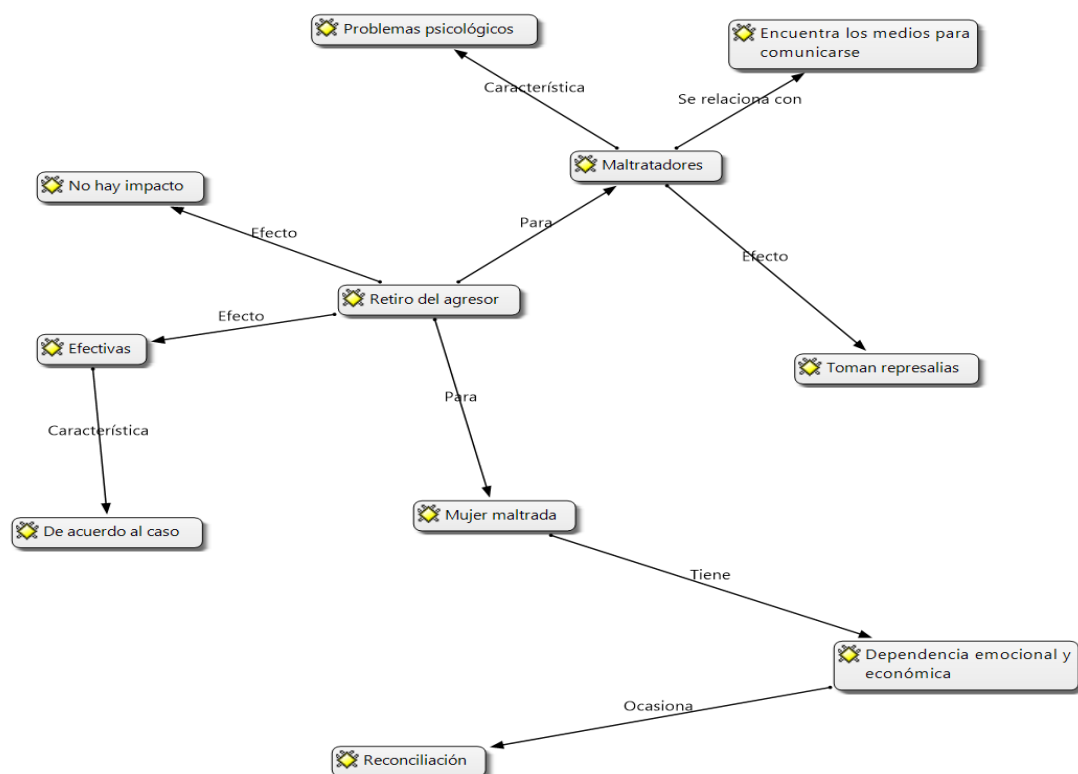 Problemas psicológicos
Encuentra los medios para
comunicarse
Característica
Se relaciona con
Maltratadores
No hay impacto
Para
Efecto
Efecto
Retiro del agresor
Efecto
Efectivas
Toman represalias
Para
Característica
Mujer maltrada
De acuerdo al caso
Tiene
Dependencia emocional y
económica
Ocasiona
Reconciliación